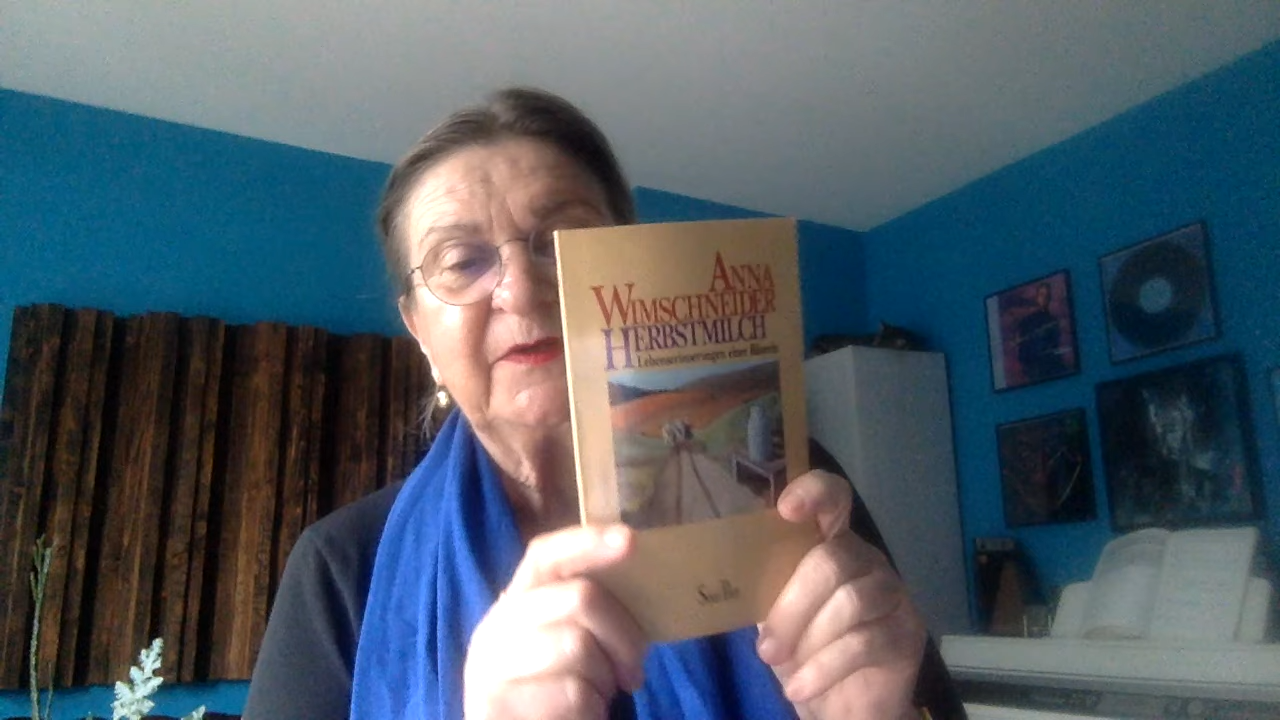 ANNA
WIMSCHNEIDER
HERBSTMILCH
Lebenserinnerungen einer Bäuerin